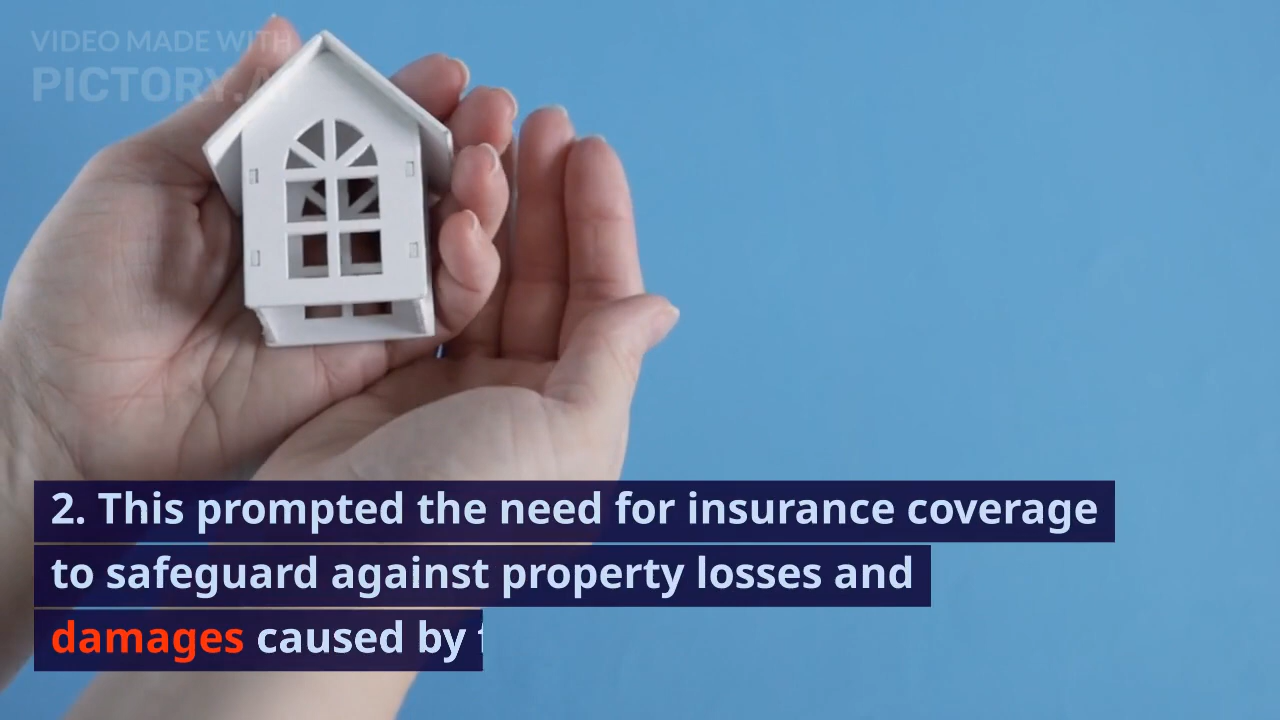 VIDEO MADE WITH
PICTORY.A
2. This prompted the need for insurance coverage
to safeguard against property losses and
damages caused by